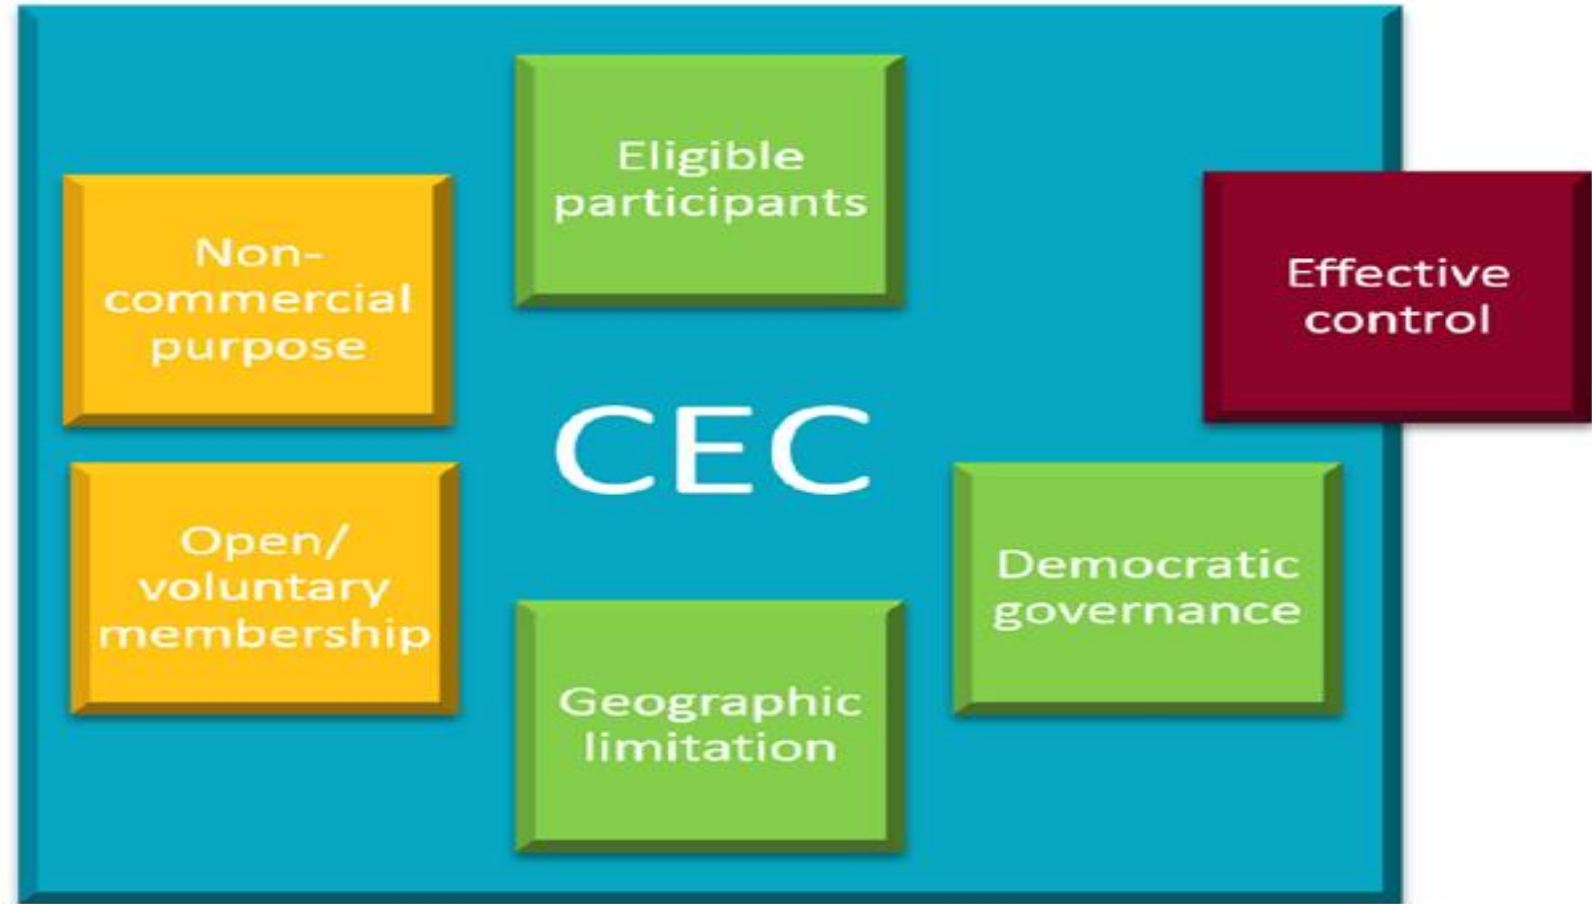 Eligible
participants
Non-
commercial
purpose
Effective
control
CEC
Open/
voluntary
membership
Democratic
governance
Geographic
limitation